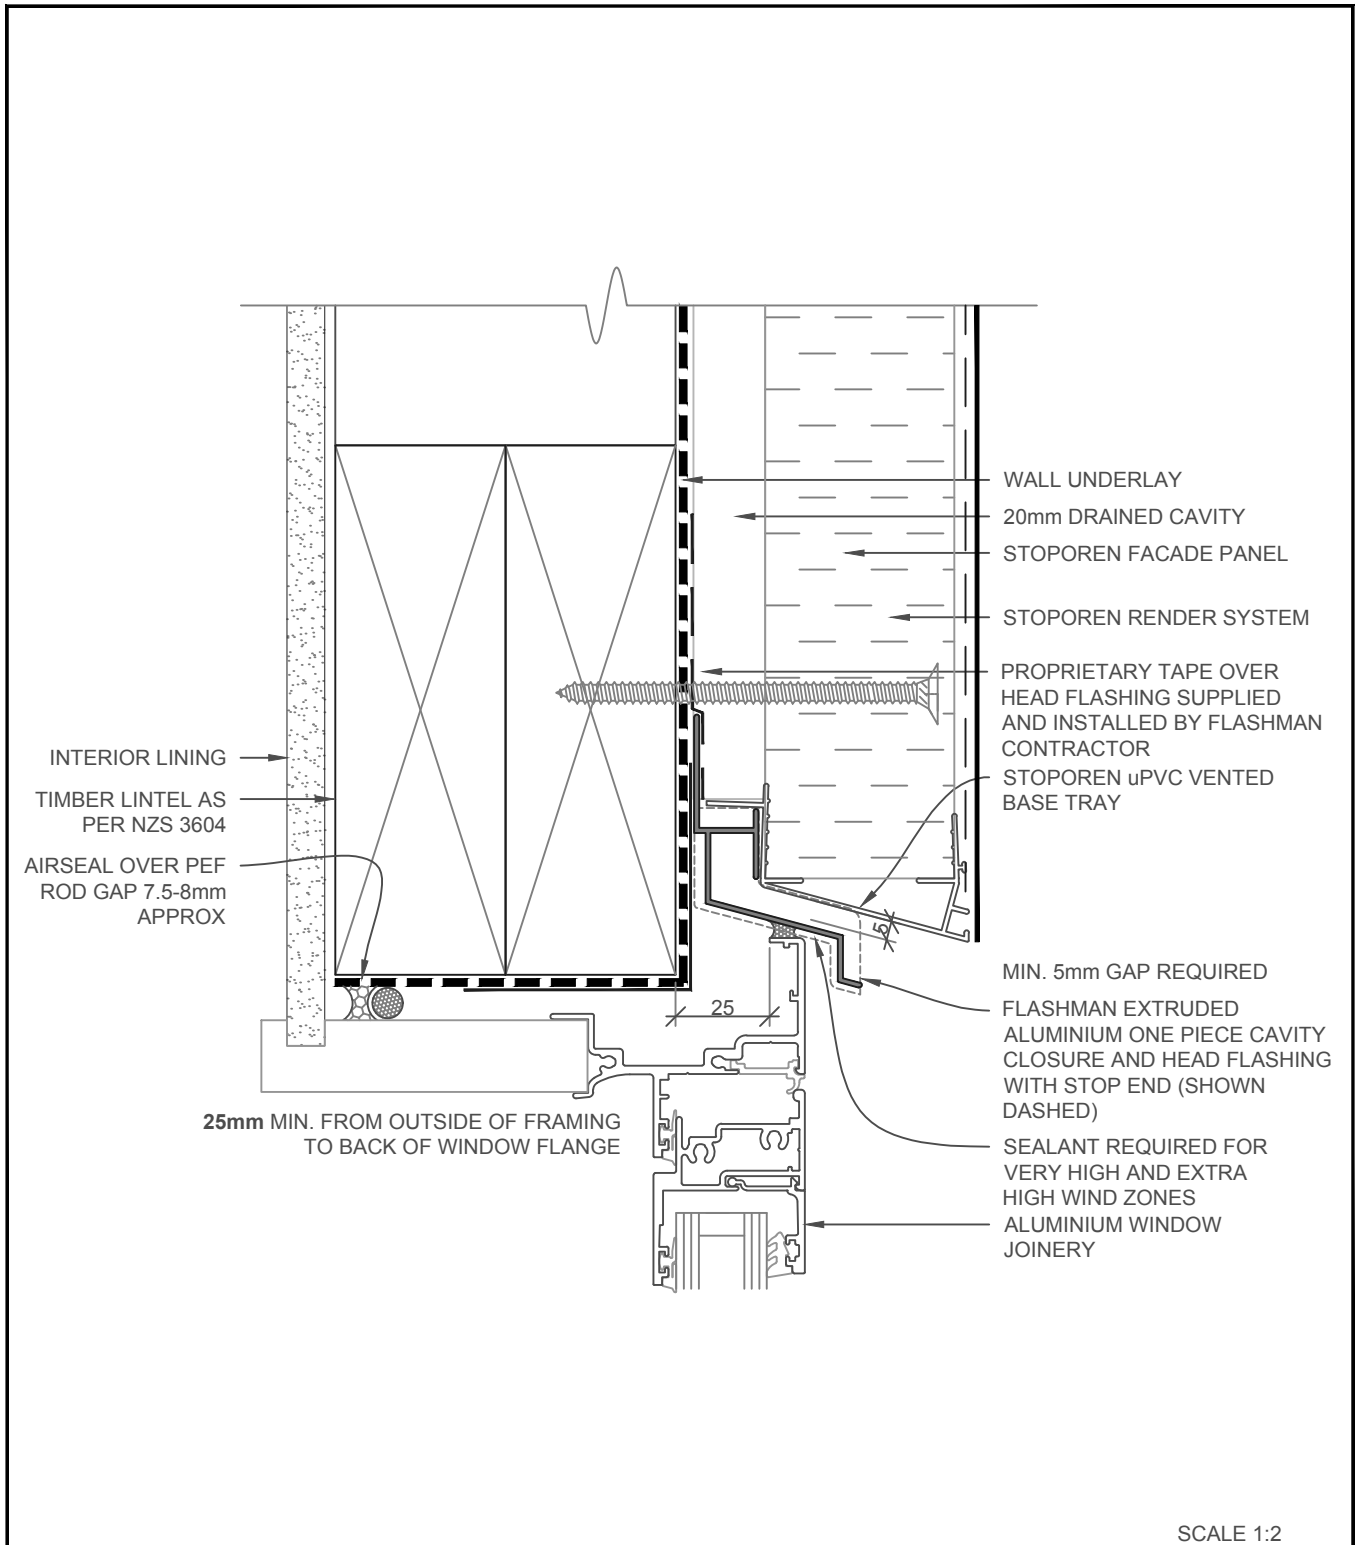 WALL UNDERLAY
20mm DRAINED CAVITY
STOPOREN FACADE PANEL
STOPOREN RENDER SYSTEM
PROPRIETARY TAPE OVER
HEAD FLASHING SUPPLIED
AND INSTALLED BY FLASHMAN
CONTRACTOR
STOPOREN uPVC VENTED
BASE TRAY
INTERIOR LINING
TIMBER LINTEL AS
PER NZS 3604
AIRSEAL OVER PEF
ROD GAP 7.5-8mm
APPROX
5
25
MIN. 5mm GAP REQUIRED
FLASHMAN EXTRUDED
ALUMINIUM ONE PIECE CAVITY
CLOSURE AND HEAD FLASHING
WITH STOP END (SHOWN
DASHED)
25mm MIN. FROM OUTSIDE OF FRAMING
TO BACK OF WINDOW FLANGE
SEALANT REQUIRED FOR
VERY HIGH AND EXTRA
HIGH WIND ZONES
ALUMINIUM WINDOW
JOINERY
SCALE 1:2